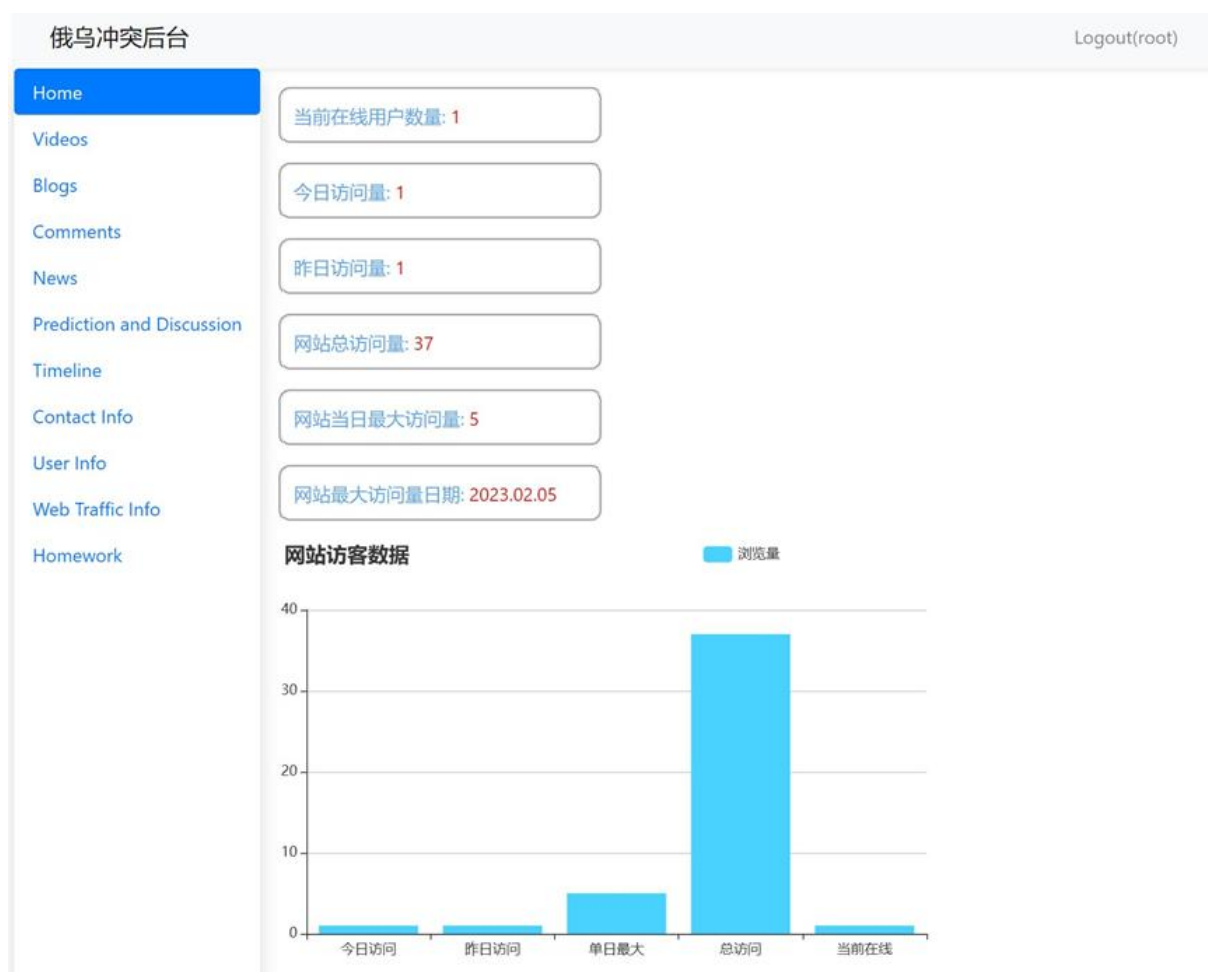 俄乌冲突后台
Logout(root)
Home
Videos
Blogs
Comments
News
Prediction and Discussion
Timeline
Contact Info
User Info
Web Traffic Info
Homework
当前在线用户数量: 1
今日访问量: 1
昨日访问量: 1
网站总访问量: 37
网站当日最大访问量: 5
网站最大访问量日期: 2023.02.05
网站访客数据
浏览量
40
30
20
10
0
今日访问 昨日访问 单日最大 总访问 当前在线